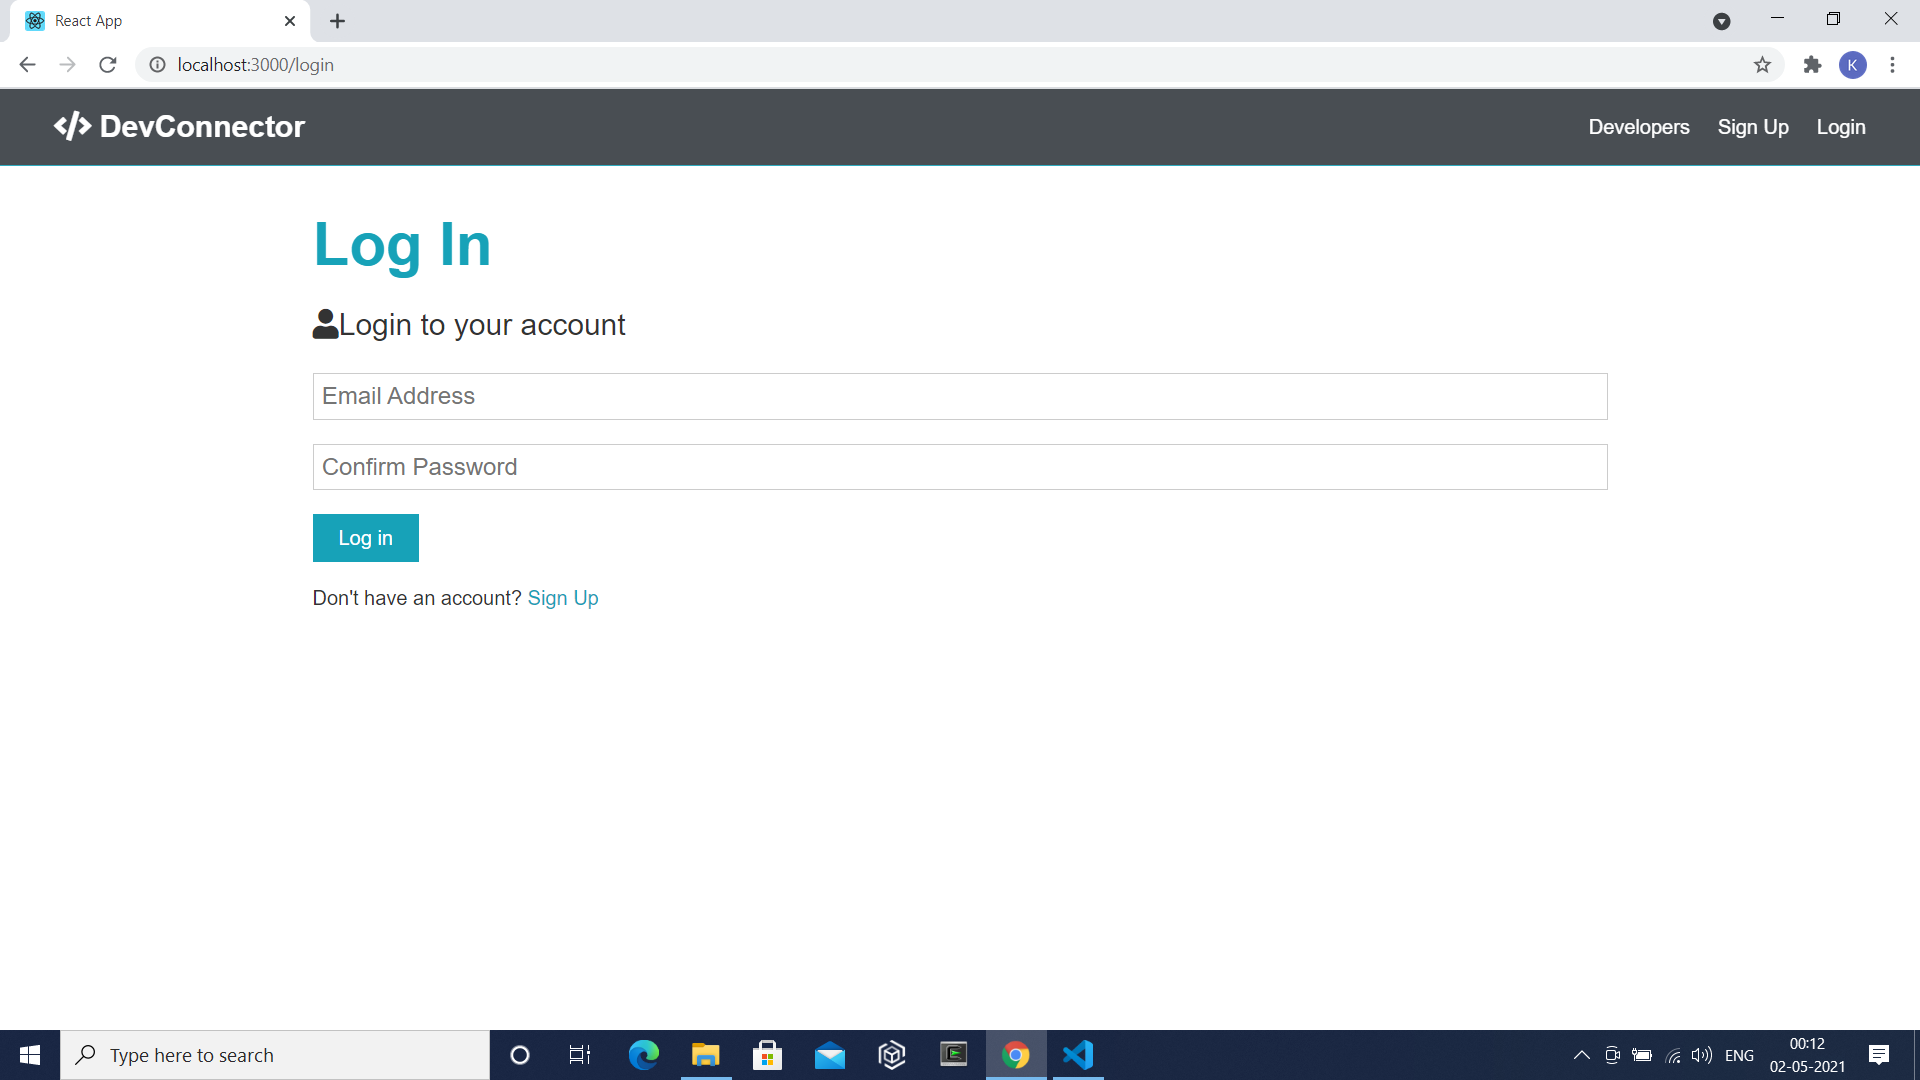 React App
localhost:3000/login
K
</> DevConnector
Developers Sign Up Login
Log In
Login to your account
Email Address
Confirm Password
Log in
Don't have an account? Sign Up
Type here to search
ENG
00:12
02-05-2021